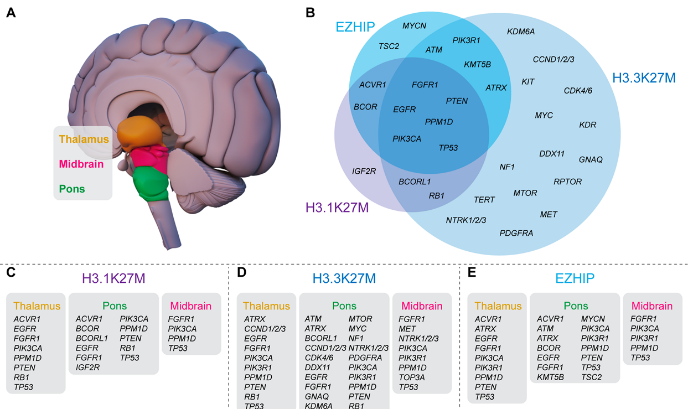 A
Thalamus
Midbrain
Pons
B
EZHIP
MYCN
TSC2
ATM
PIK3R1
KMT5B
ATRX
KDM6A
CCND1/2/3
H3.3K27M
KIT
CDK4/6
MYC
KDR
DDX11
GNAQ
NF1
RPTOR
MTOR
TERT
MET
NTRK1/2/3
PDGFRA
ACVR1
BCOR
FGFR1
PTEN
EGFR
PPM1D
PIK3CA
TP53
IGF2R
BCORL1
RB1
H3.1K27M
C
H3.1K27M
Thalamus
ACVR1
EGFR
FGFR1
PIK3CA
PPM1D
PTEN
RB1
TP53
Pons
ACVR1
BCOR
BCORL1
EGFR
FGFR1
IGF2R
PIK3CA
PPM1D
PTEN
RB1
TP53
Midbrain
FGFR1
PIK3CA
PPM1D
TP53
D
H3.3K27M
Thalamus
ATRX
CCND1/2/3
EGFR
FGFR1
PIK3CA
PIK3R1
PPM1D
PTEN
RB1
TP53
Pons
ATM
ATRX
BCORL1
CCND1/2/3
CDK4/6
DDX11
EGFR
FGFR1
GNAQ
KDM6A
MTOR
MYC
NF1
NTRK1/2/3
PDGFRA
PIK3CA
PIK3R1
PPM1D
PTEN
RB1
Midbrain
FGFR1
MET
NTRK1/2/3
PIK3CA
PIK3R1
PPM1D
TOP3A
TP53
E
EZHIP
Thalamus
ACVR1
ATRX
EGFR
FGFR1
PIK3CA
PIK3R1
PPM1D
PTEN
TP53
Pons
ACVR1
ATM
ATRX
BCOR
EGFR
FGFR1
KMT5B
MYCN
PIK3CA
PIK3R1
PPM1D
PTEN
TP53
TSC2
Midbrain
FGFR1
PIK3CA
PIK3R1
PPM1D
TP53